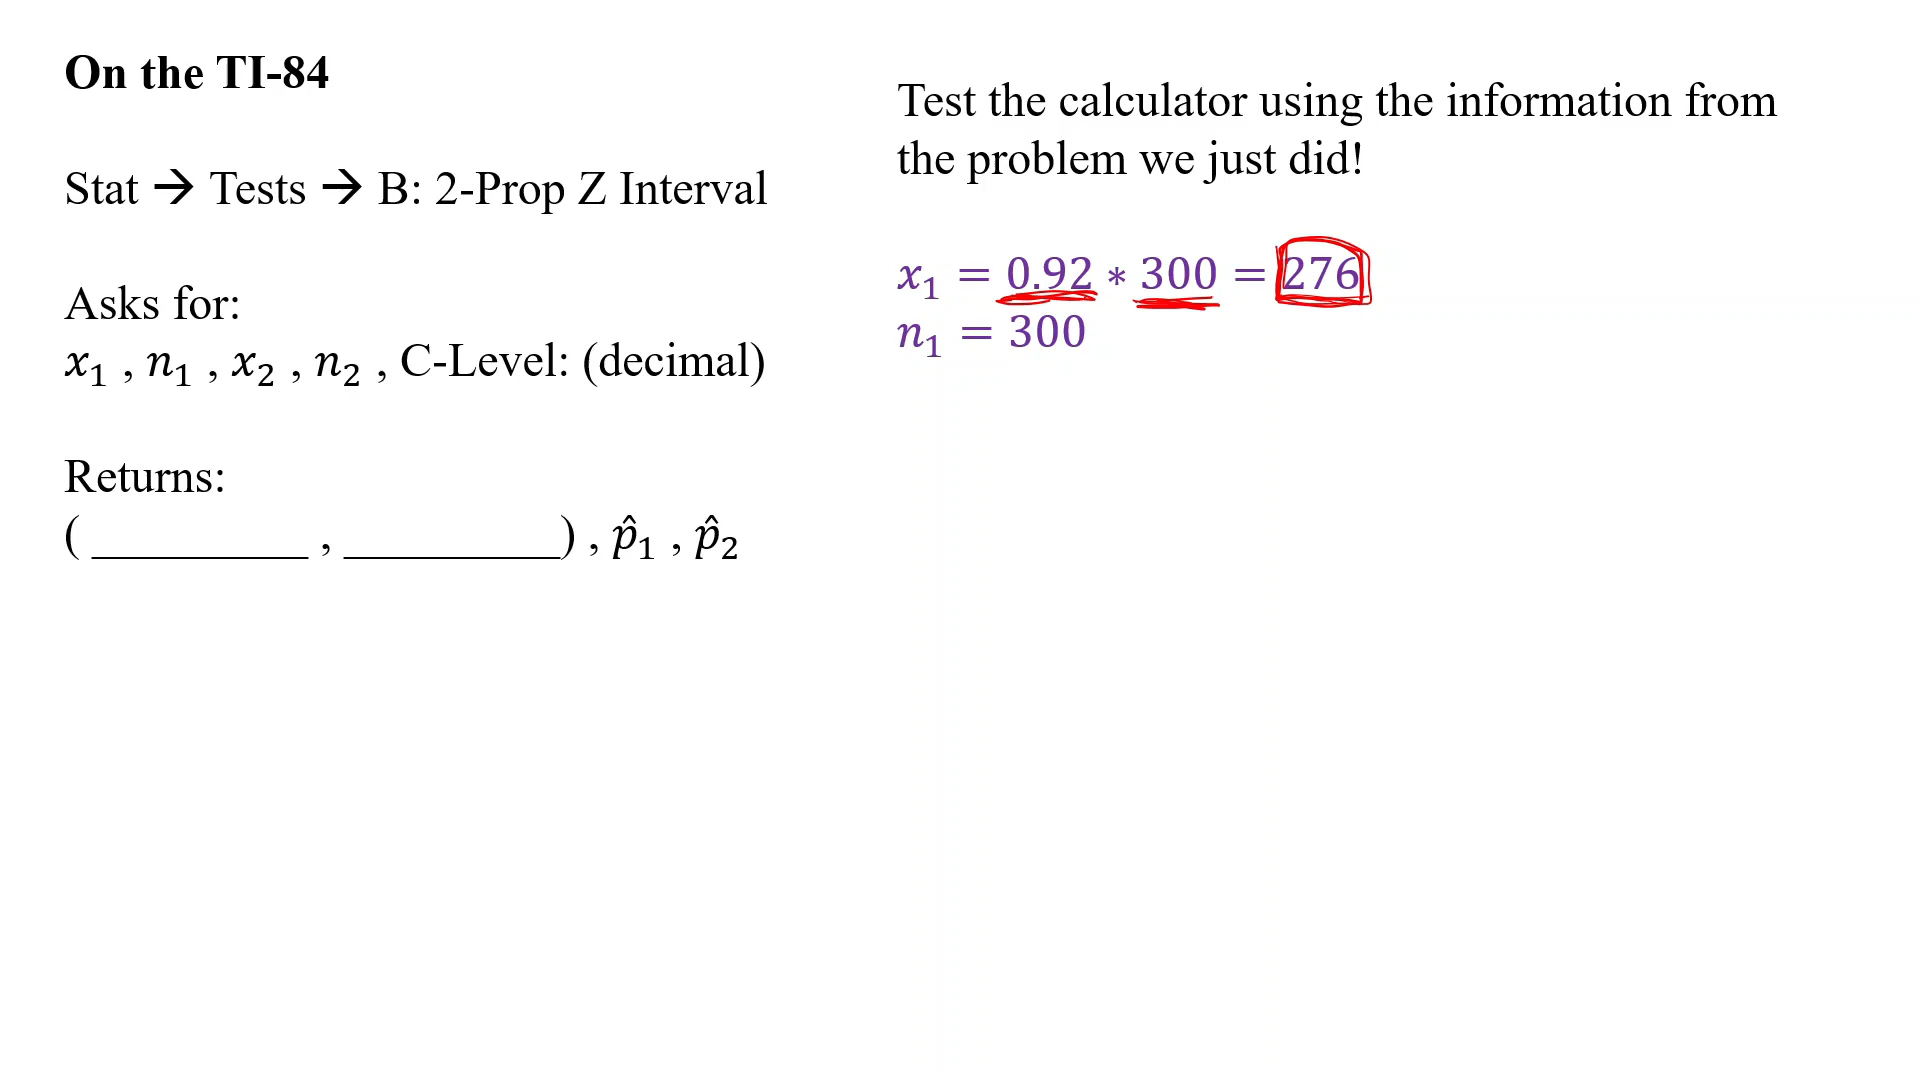 On the TI-84
Stat → Tests → B: 2-Prop Z Interval
Asks for:
x₁ , n₁ , x₂ , n₂ , C-Level: (decimal)
Returns:
( _________ , _________) , p̂₁ , p̂₂
Test the calculator using the information from
the problem we just did!
x₁ = 0.92 ∗ 300 = 276
n₁ = 300